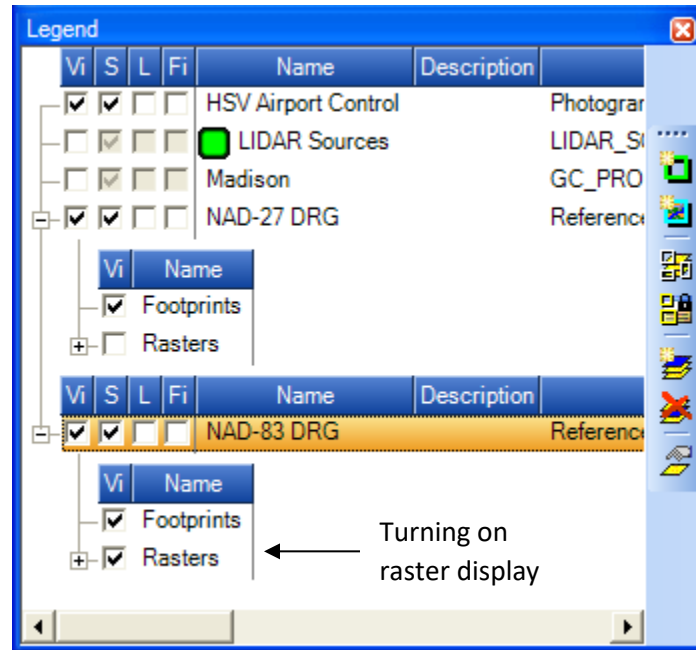 Legend
Vi S L Fi Name Description
HSV Airport Control Photograr
LIDAR Sources LIDAR_S
Madison GC_PRO
NAD-27 DRG Reference
Vi Name
Footprints
Rasters
Vi S L Fi Name Description
NAD-83 DRG Reference
Vi Name
Footprints
Rasters
Turning on
raster display